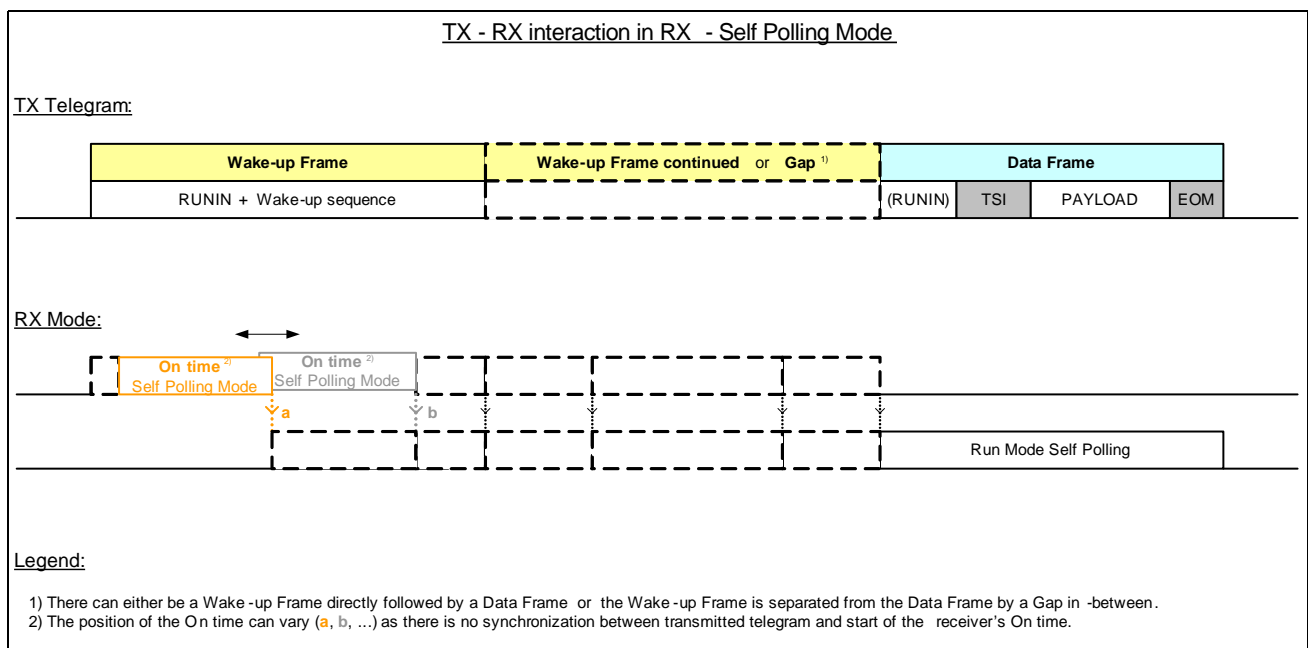 TX - RX interaction in RX - Self Polling Mode
TX Telegram:
Wake-up Frame
Wake-up Frame continued or Gap 1)
Data Frame
RUNIN + Wake-up sequence
(RUNIN)
TSI
PAYLOAD
EOM
RX Mode:
On time 2)
Self Polling Mode
On time 2)
Self Polling Mode
a
b
Run Mode Self Polling
Legend:
1) There can either be a Wake -up Frame directly followed by a Data Frame or the Wake -up Frame is separated from the Data Frame by a Gap in -between.
2) The position of the On time can vary (a, b, ...) as there is no synchronization between transmitted telegram and start of the receiver's On time.